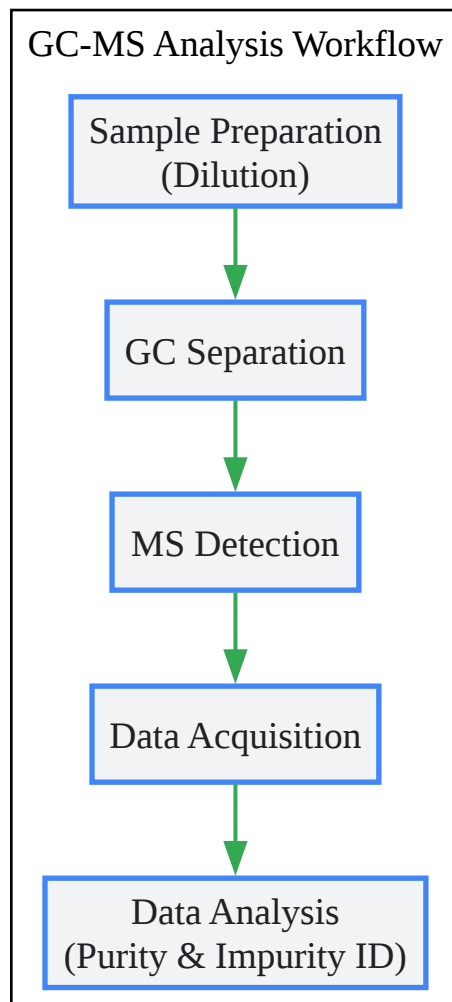 GC-MS Analysis Workflow
Sample Preparation
(Dilution)
GC Separation
MS Detection
Data Acquisition
Data Analysis
(Purity & Impurity ID)